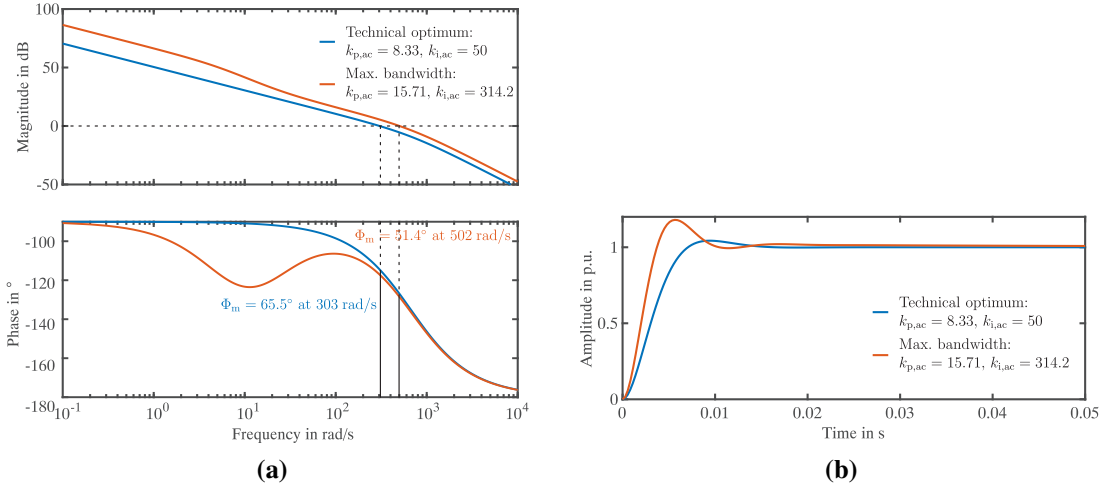 100
50
0
-50
Magnitude in dB
Technical optimum:
k_p,ac = 8.33, k_i,ac = 50
Max. bandwidth:
k_p,ac = 15.71, k_i,ac = 314.2
-100
-120
-140
-160
-180
Phase in °
Φ_m = 51.4° at 502 rad/s
Φ_m = 65.5° at 303 rad/s
10^-1 10^0 10^1 10^2 10^3 10^4
Frequency in rad/s
(a)
1
0.5
0
Amplitude in p.u.
Technical optimum:
k_p,ac = 8.33, k_i,ac = 50
Max. bandwidth:
k_p,ac = 15.71, k_i,ac = 314.2
0 0.01 0.02 0.03 0.04 0.05
Time in s
(b)